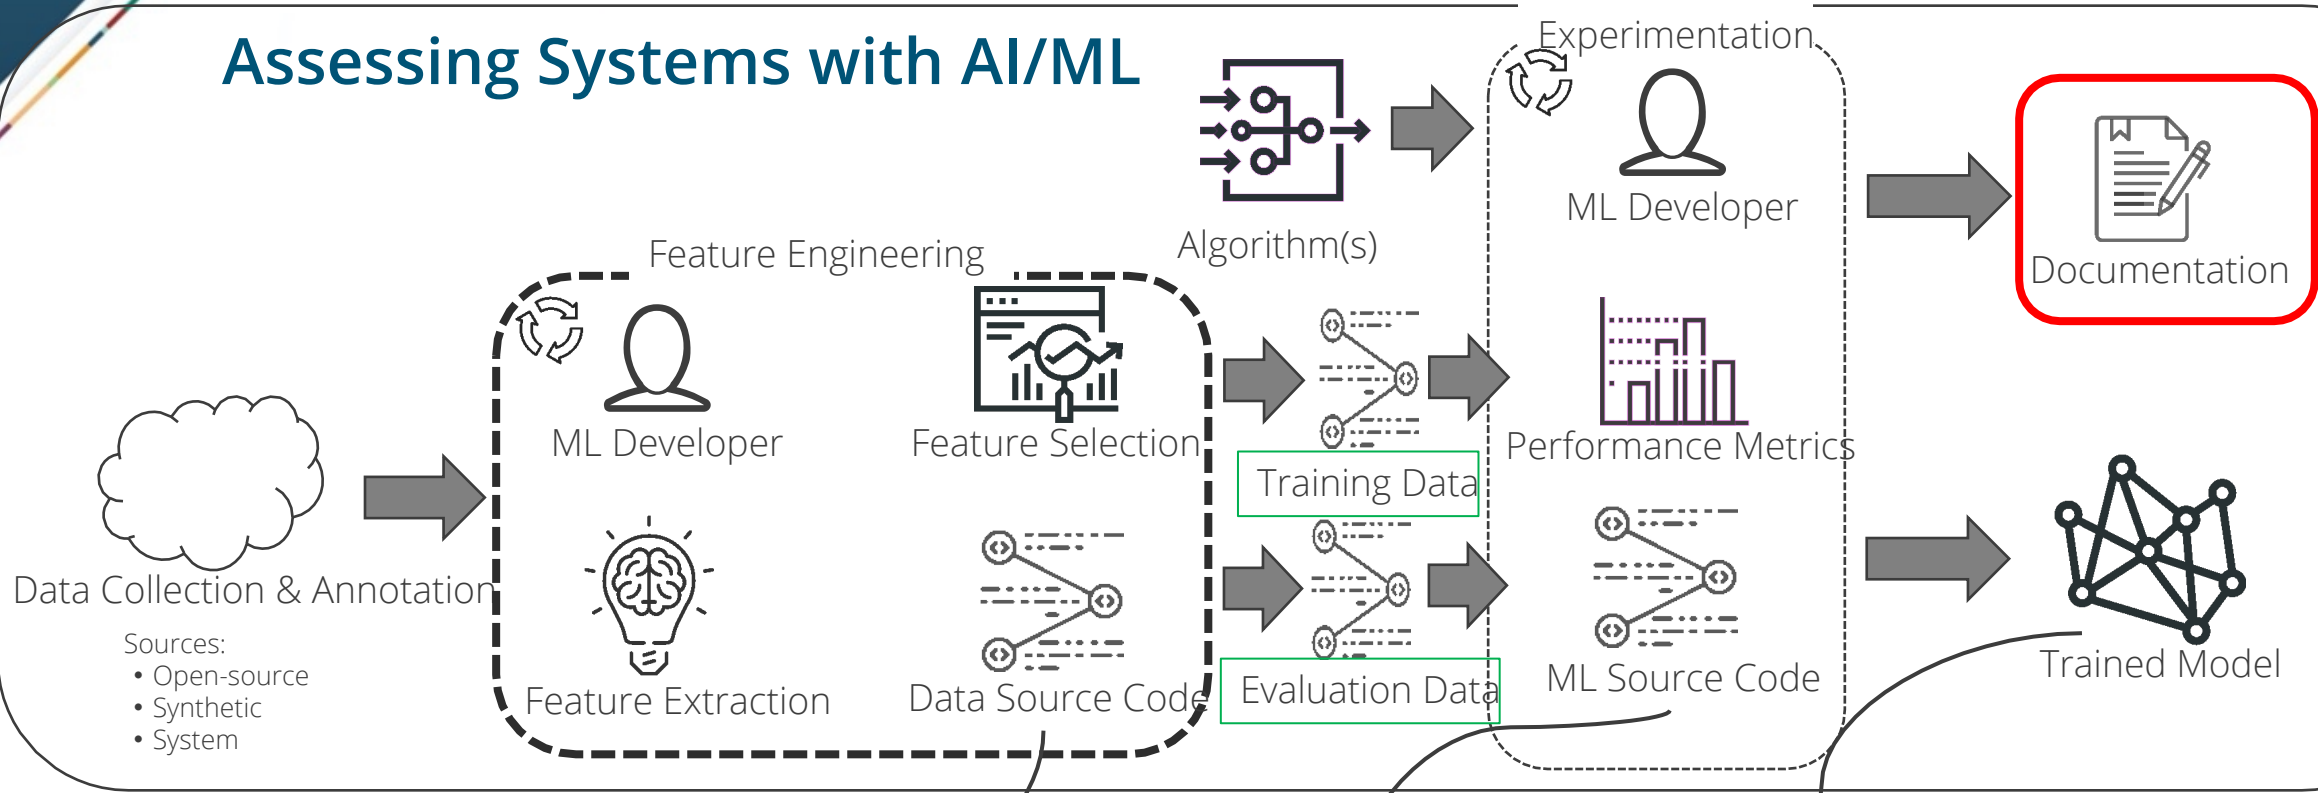 Assessing Systems with AI/ML
Experimentation
ML Developer
Documentation
Algorithm(s)
Feature Engineering
ML Developer
Feature Selection
Training Data
Performance Metrics
Data Collection & Annotation
Sources:
• Open-source
• Synthetic
• System
Feature Extraction
Data Source Code
Evaluation Data
ML Source Code
Trained Model